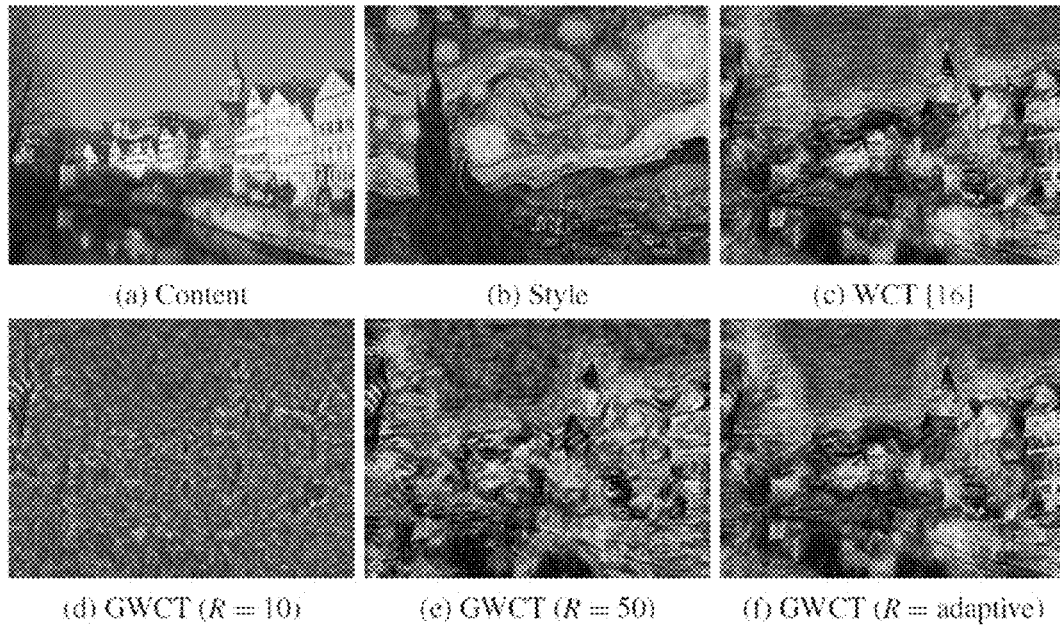 (a) Content
(b) Style
(c) WCT [16]
(d) GWCT (R = 10)
(e) GWCT (R = 50)
(f) GWCT (R = adaptive)